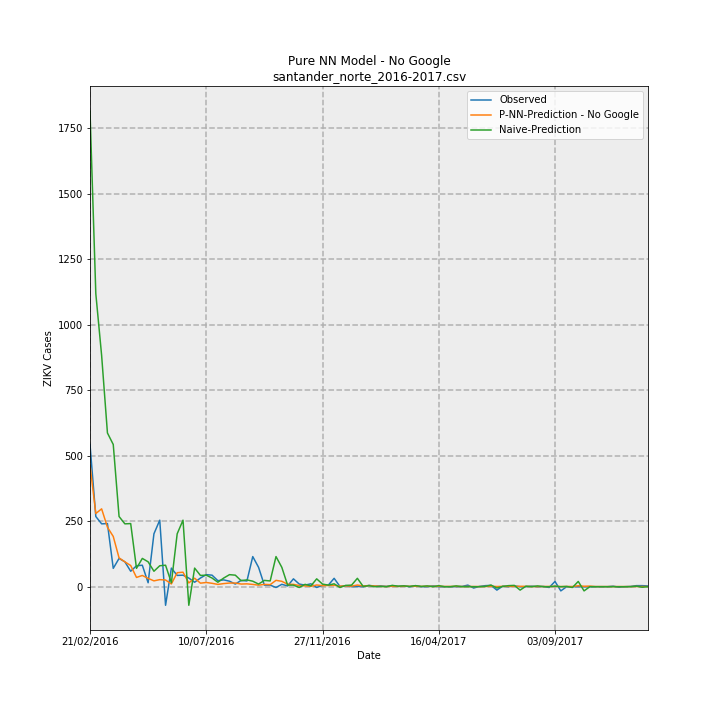 Pure NN Model - No Google
santander_norte_2016-2017.csv
Observed
P-NN-Prediction - No Google
Naive-Prediction
ZIKV Cases
1750
1500
1250
1000
750
500
250
0
21/02/2016
10/07/2016
27/11/2016
16/04/2017
03/09/2017
Date